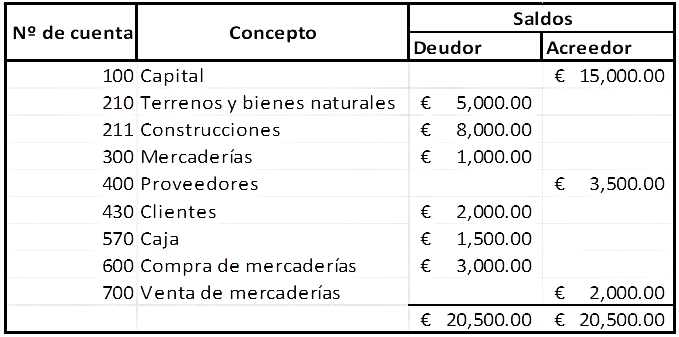 Nº de cuenta Concepto Saldos
Deudor Acreedor
100 Capital € 15,000.00
210 Terrenos y bienes naturales € 5,000.00
211 Construcciones € 8,000.00
300 Mercaderías € 1,000.00
400 Proveedores € 3,500.00
430 Clientes € 2,000.00
570 Caja € 1,500.00
600 Compra de mercaderías € 3,000.00
700 Venta de mercaderías € 2,000.00
€ 20,500.00 € 20,500.00